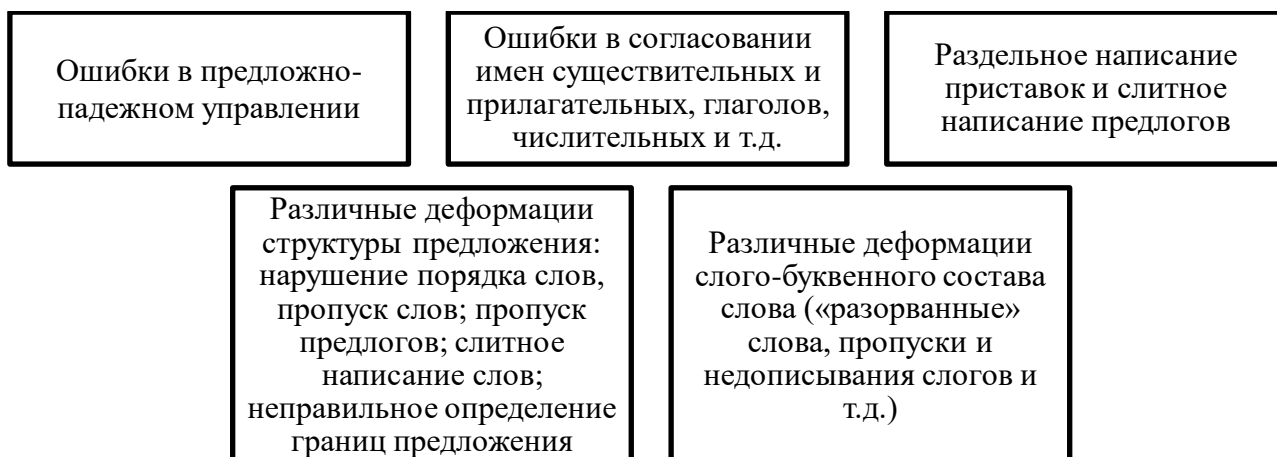 Ошибки в предложно-
падежном управлении
Ошибки в согласовании
имен существительных и
прилагательных, глаголов,
числительных и т.д.
Раздельное написание
приставок и слитное
написание предлогов
Различные деформации
структуры предложения:
нарушение порядка слов,
пропуск слов; пропуск
предлогов; слитное
написание слов;
неправильное определение
границ предложения
Различные деформации
слого-буквенного состава
слова («разорванные»
слова, пропуски и
недописывания слогов и
т.д.)